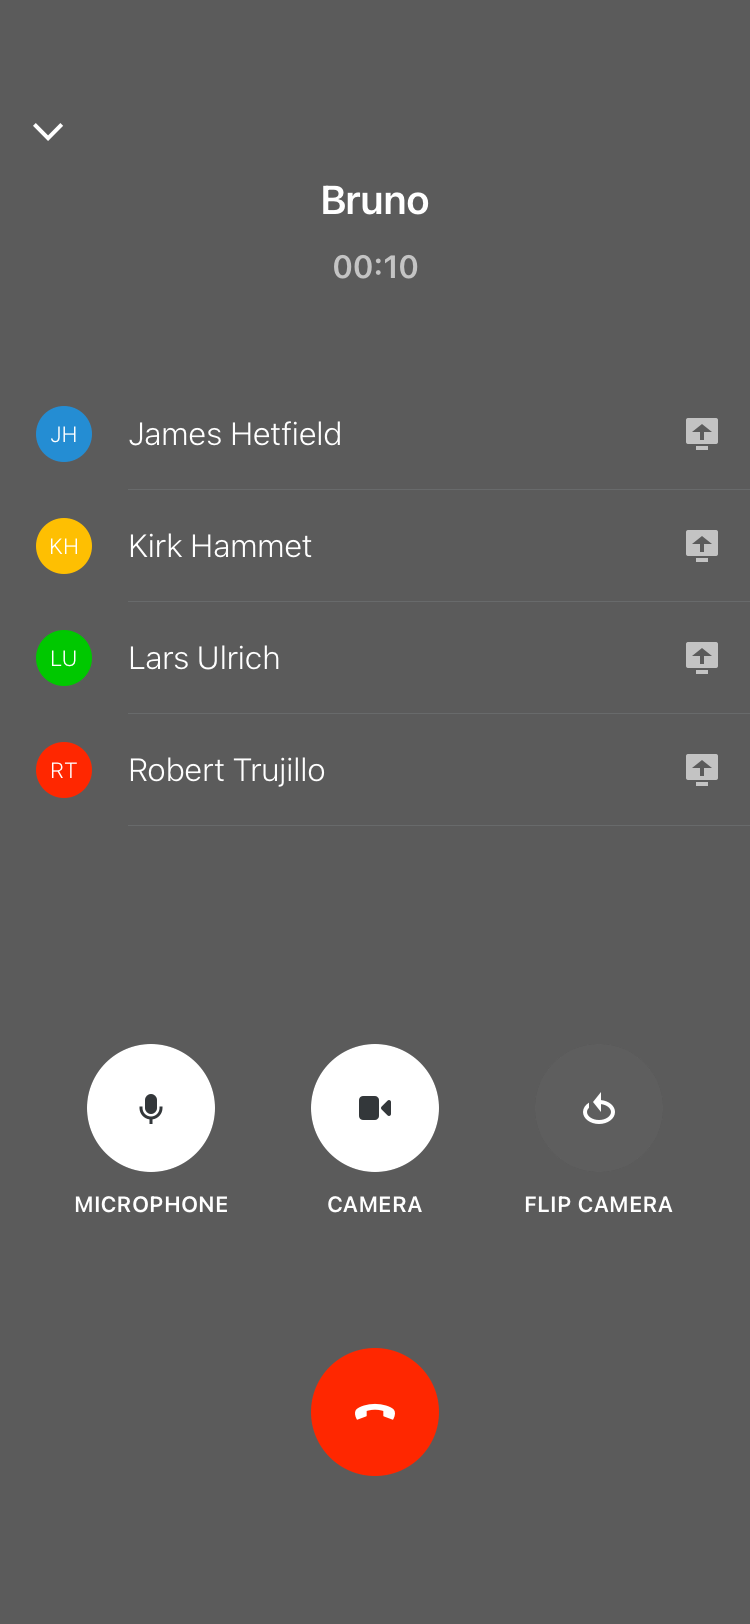 Bruno
00:10
JH James Hetfield
KH Kirk Hammet
LU Lars Ulrich
RT Robert Trujillo
MICROPHONE CAMERA FLIP CAMERA